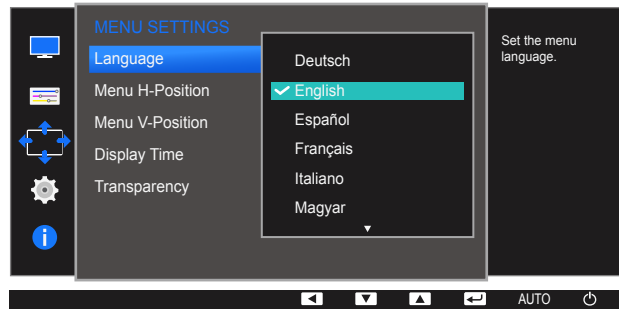 MENU SETTINGS
Language
Menu H-Position
Menu V-Position
Display Time
Transparency
Deutsch
English
Español
Français
Italiano
Magyar
Set the menu
language.
AUTO